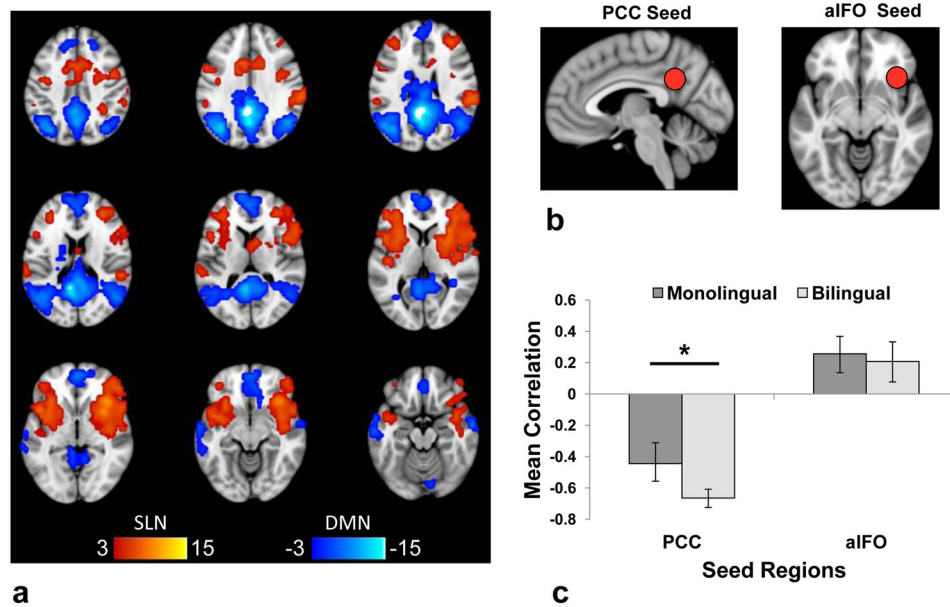 SLN
DMN
3
15
-3
-15
a
PCC Seed
aIFO Seed
b
Monolingual
Bilingual
*
0.6
0.4
0.2
0
-0.2
-0.4
-0.6
-0.8
Mean Correlation
PCC
aIFO
Seed Regions
c